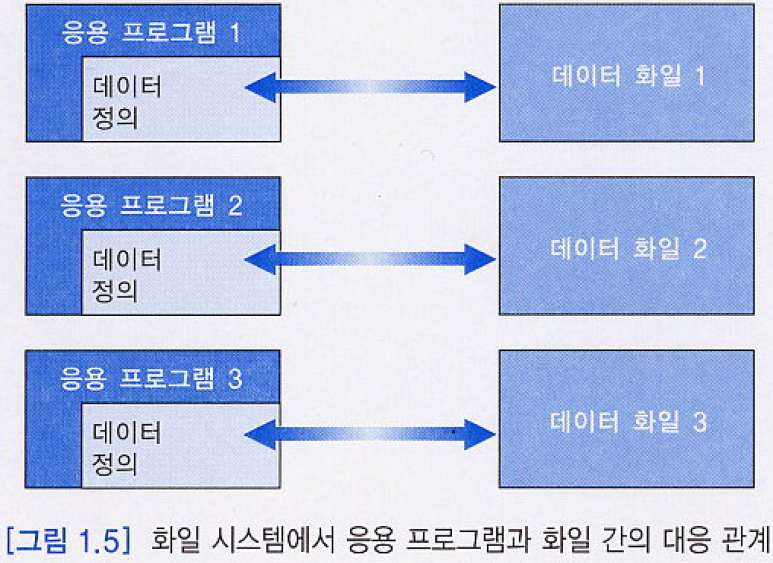 응용 프로그램 1
데이터
정의
데이터 화일 1
응용 프로그램 2
데이터
정의
데이터 화일 2
응용 프로그램 3
데이터
정의
데이터 화일 3
[그림 1.5] 화일 시스템에서 응용 프로그램과 화일 간의 대응 관계